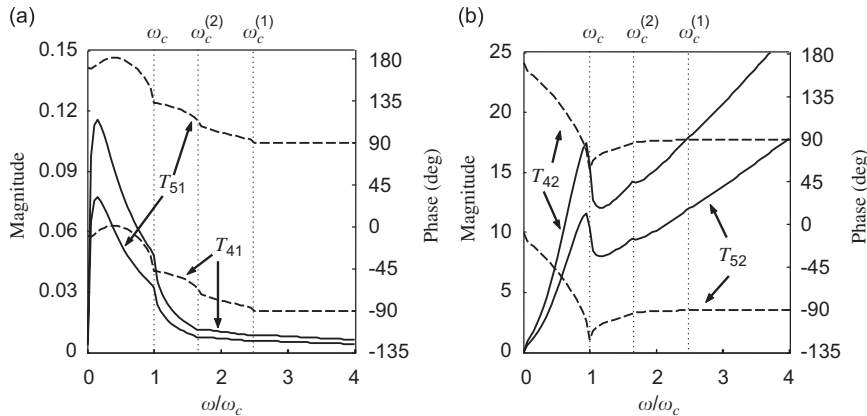 (a)
ω_c ω_c^(2) ω_c^(1)
0.15
0.12
0.09
0.06
0.03
0
Magnitude
T_51
T_41
180
135
90
45
0
-45
-90
-135
Phase (deg)
0 1 2 3 4
ω/ω_c
(b)
ω_c ω_c^(2) ω_c^(1)
25
20
15
10
5
0
Magnitude
T_42
T_52
180
135
90
45
0
-45
-90
-135
Phase (deg)
0 1 2 3 4
ω/ω_c